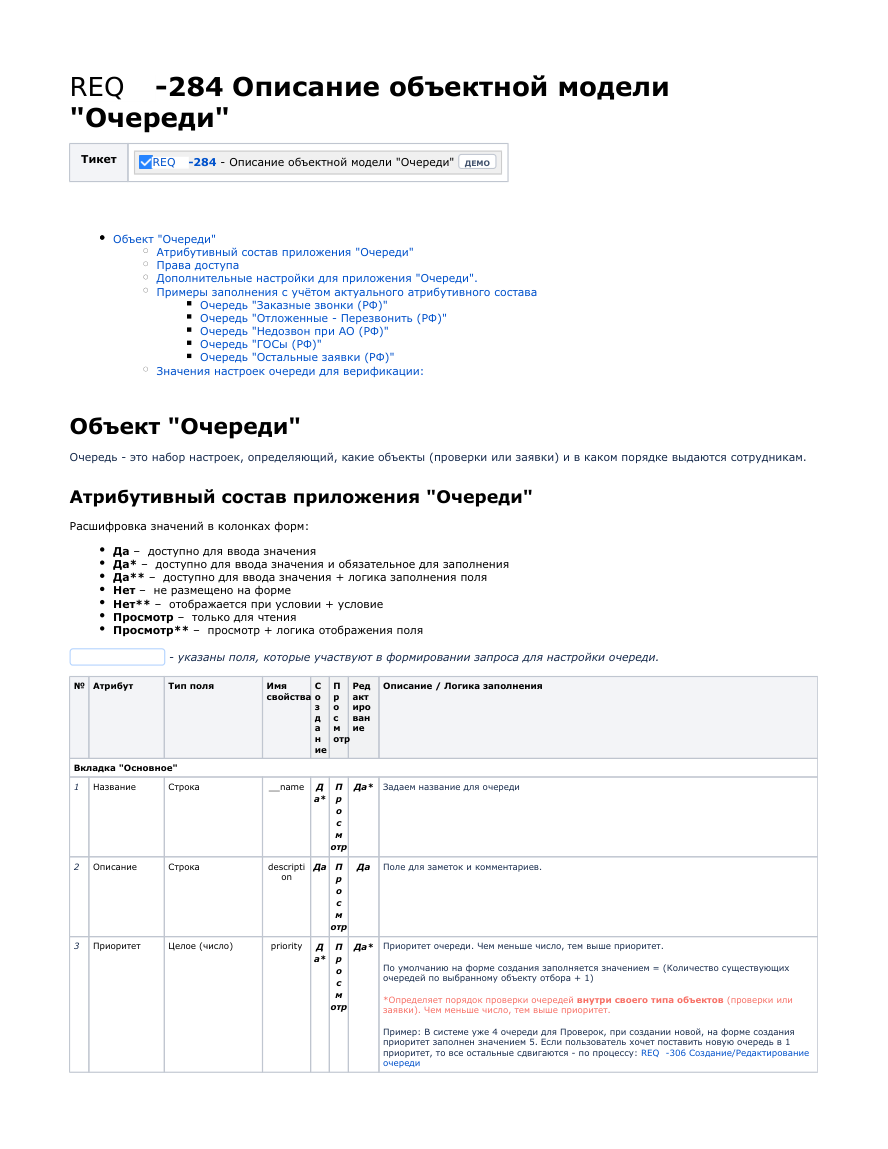 REQ -284 Описание объектной модели
"Очереди"
Тикет
REQ -284 - Описание объектной модели "Очереди" ДЕМО
Объект "Очереди"
Атрибутивный состав приложения "Очереди"
Права доступа
Дополнительные настройки для приложения "Очереди".
Примеры заполнения с учётом актуального атрибутивного состава
Очередь "Заказные звонки (РФ)"
Очередь "Отложенные - Перезвонить (РФ)"
Очередь "Недозвон при АО (РФ)"
Очередь "ГОСы (РФ)"
Очередь "Остальные заявки (РФ)"
Значения настроек очереди для верификации:
Объект "Очереди"
Очередь - это набор настроек, определяющий, какие объекты (проверки или заявки) и в каком порядке выдаются сотрудникам.
Атрибутивный состав приложения "Очереди"
Расшифровка значений в колонках форм:
Да – доступно для ввода значения
Да* – доступно для ввода значения и обязательное для заполнения
Да** – доступно для ввода значения + логика заполнения поля
Нет – не размещено на форме
Нет** – отображается при условии + условие
Просмотр – только для чтения
Просмотр** – просмотр + логика отображения поля
- указаны поля, которые участвуют в формировании запроса для настройки очереди.
№ Атрибут Тип поля Имя свойства Создание Просмотр Редактирование Описание / Логика заполнения
Вкладка "Основное"
1 Название Строка __name Да* Просмотр Да* Задаем название для очереди
2 Описание Строка description Да Просмотр Да Поле для заметок и комментариев.
3 Приоритет Целое (число) priority Да* Просмотр Да* Приоритет очереди. Чем меньше число, тем выше приоритет.
По умолчанию на форме создания заполняется значением = (Количество существующих
очередей по выбранному объекту отбора + 1)
*Определяет порядок проверки очередей внутри своего типа объектов (проверки или
заявки). Чем меньше число, тем выше приоритет.
Пример: В системе уже 4 очереди для Проверок, при создании новой, на форме создания
приоритет заполнен значением 5. Если пользователь хочет поставить новую очередь в 1
приоритет, то все остальные сдвигаются - по процессу: REQ -306 Создание/Редактирование
очереди